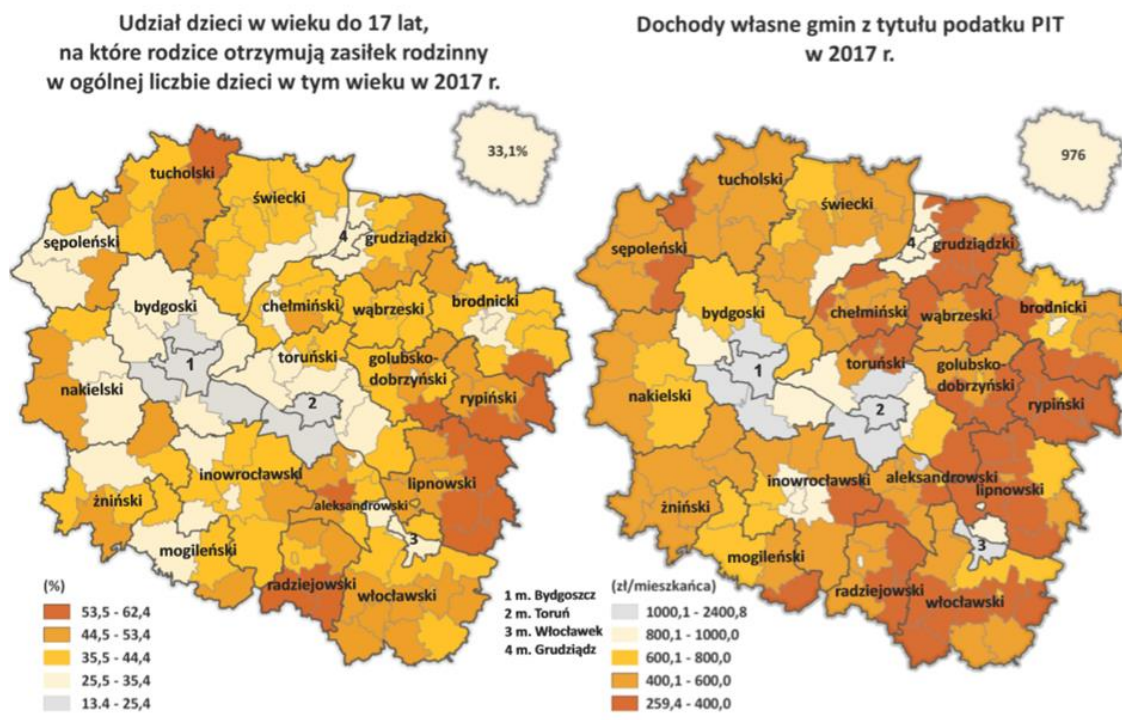 Udział dzieci w wieku do 17 lat,
na które rodzice otrzymują zasiłek rodzinny
w ogólnej liczbie dzieci w tym wieku w 2017 r.
33,1%
tucholski
świecki
sępoleński
4
grudziądzki
bydgoski
chełmiński
wąbrzeski
brodnicki
1
toruński
golubsko-
dobrzyński
nakielski
2
rypiński
inowrocławski
lipnowski
żniński
aleksandrowski
mogileński
3
radziejowski
włocławski
(%)
53,5 - 62,4
44,5 - 53,4
35,5 - 44,4
25,5 - 35,4
13.4 - 25,4
1 m. Bydgoszcz
2 m. Toruń
3 m. Włocławek
4 m. Grudziądz
Dochody własne gmin z tytułu podatku PIT
w 2017 r.
976
tucholski
świecki
sępoleński
4
grudziądzki
bydgoski
chełmiński
wąbrzeski
brodnicki
1
toruński
golubsko-
dobrzyński
nakielski
2
rypiński
inowrocławski
aleksandrowski
lipnowski
żniński
mogileński
3
radziejowski
włocławski
(zł/mieszkańca)
1000,1 - 2400,8
800,1 - 1000,0
600,1 - 800,0
400,1 - 600,0
259,4 - 400,0